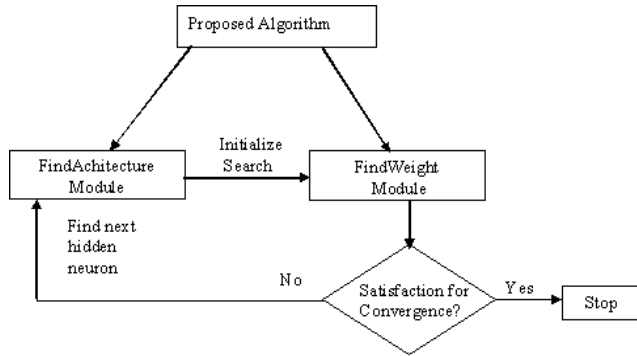 Proposed Algorithm
Initialize
Search
FindAchitecture
Module
FindWeight
Module
Find next
hidden
neuron
No
Satisfaction for
Convergence?
Yes
Stop